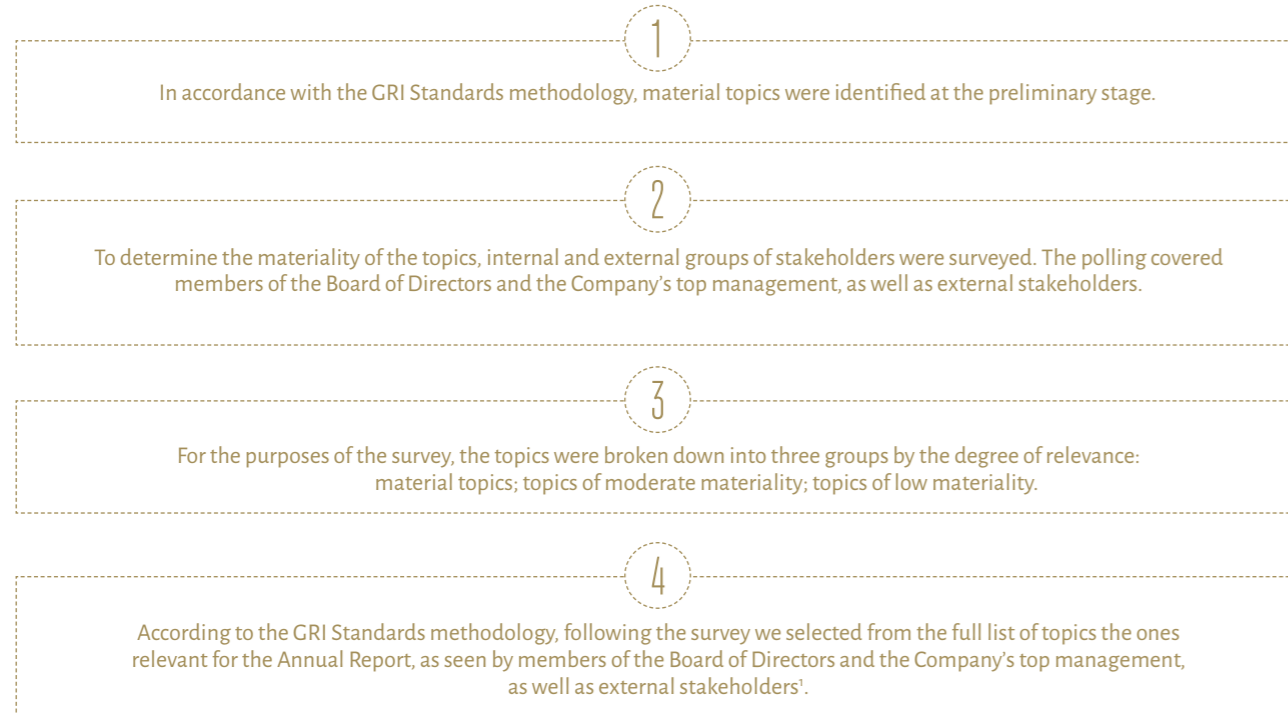 1
In accordance with the GRI Standards methodology, material topics were identified at the preliminary stage.
2
To determine the materiality of the topics, internal and external groups of stakeholders were surveyed. The polling covered
members of the Board of Directors and the Company’s top management, as well as external stakeholders.
3
For the purposes of the survey, the topics were broken down into three groups by the degree of relevance:
material topics; topics of moderate materiality; topics of low materiality.
4
According to the GRI Standards methodology, following the survey we selected from the full list of topics the ones
relevant for the Annual Report, as seen by members of the Board of Directors and the Company’s top management,
as well as external stakeholders¹.